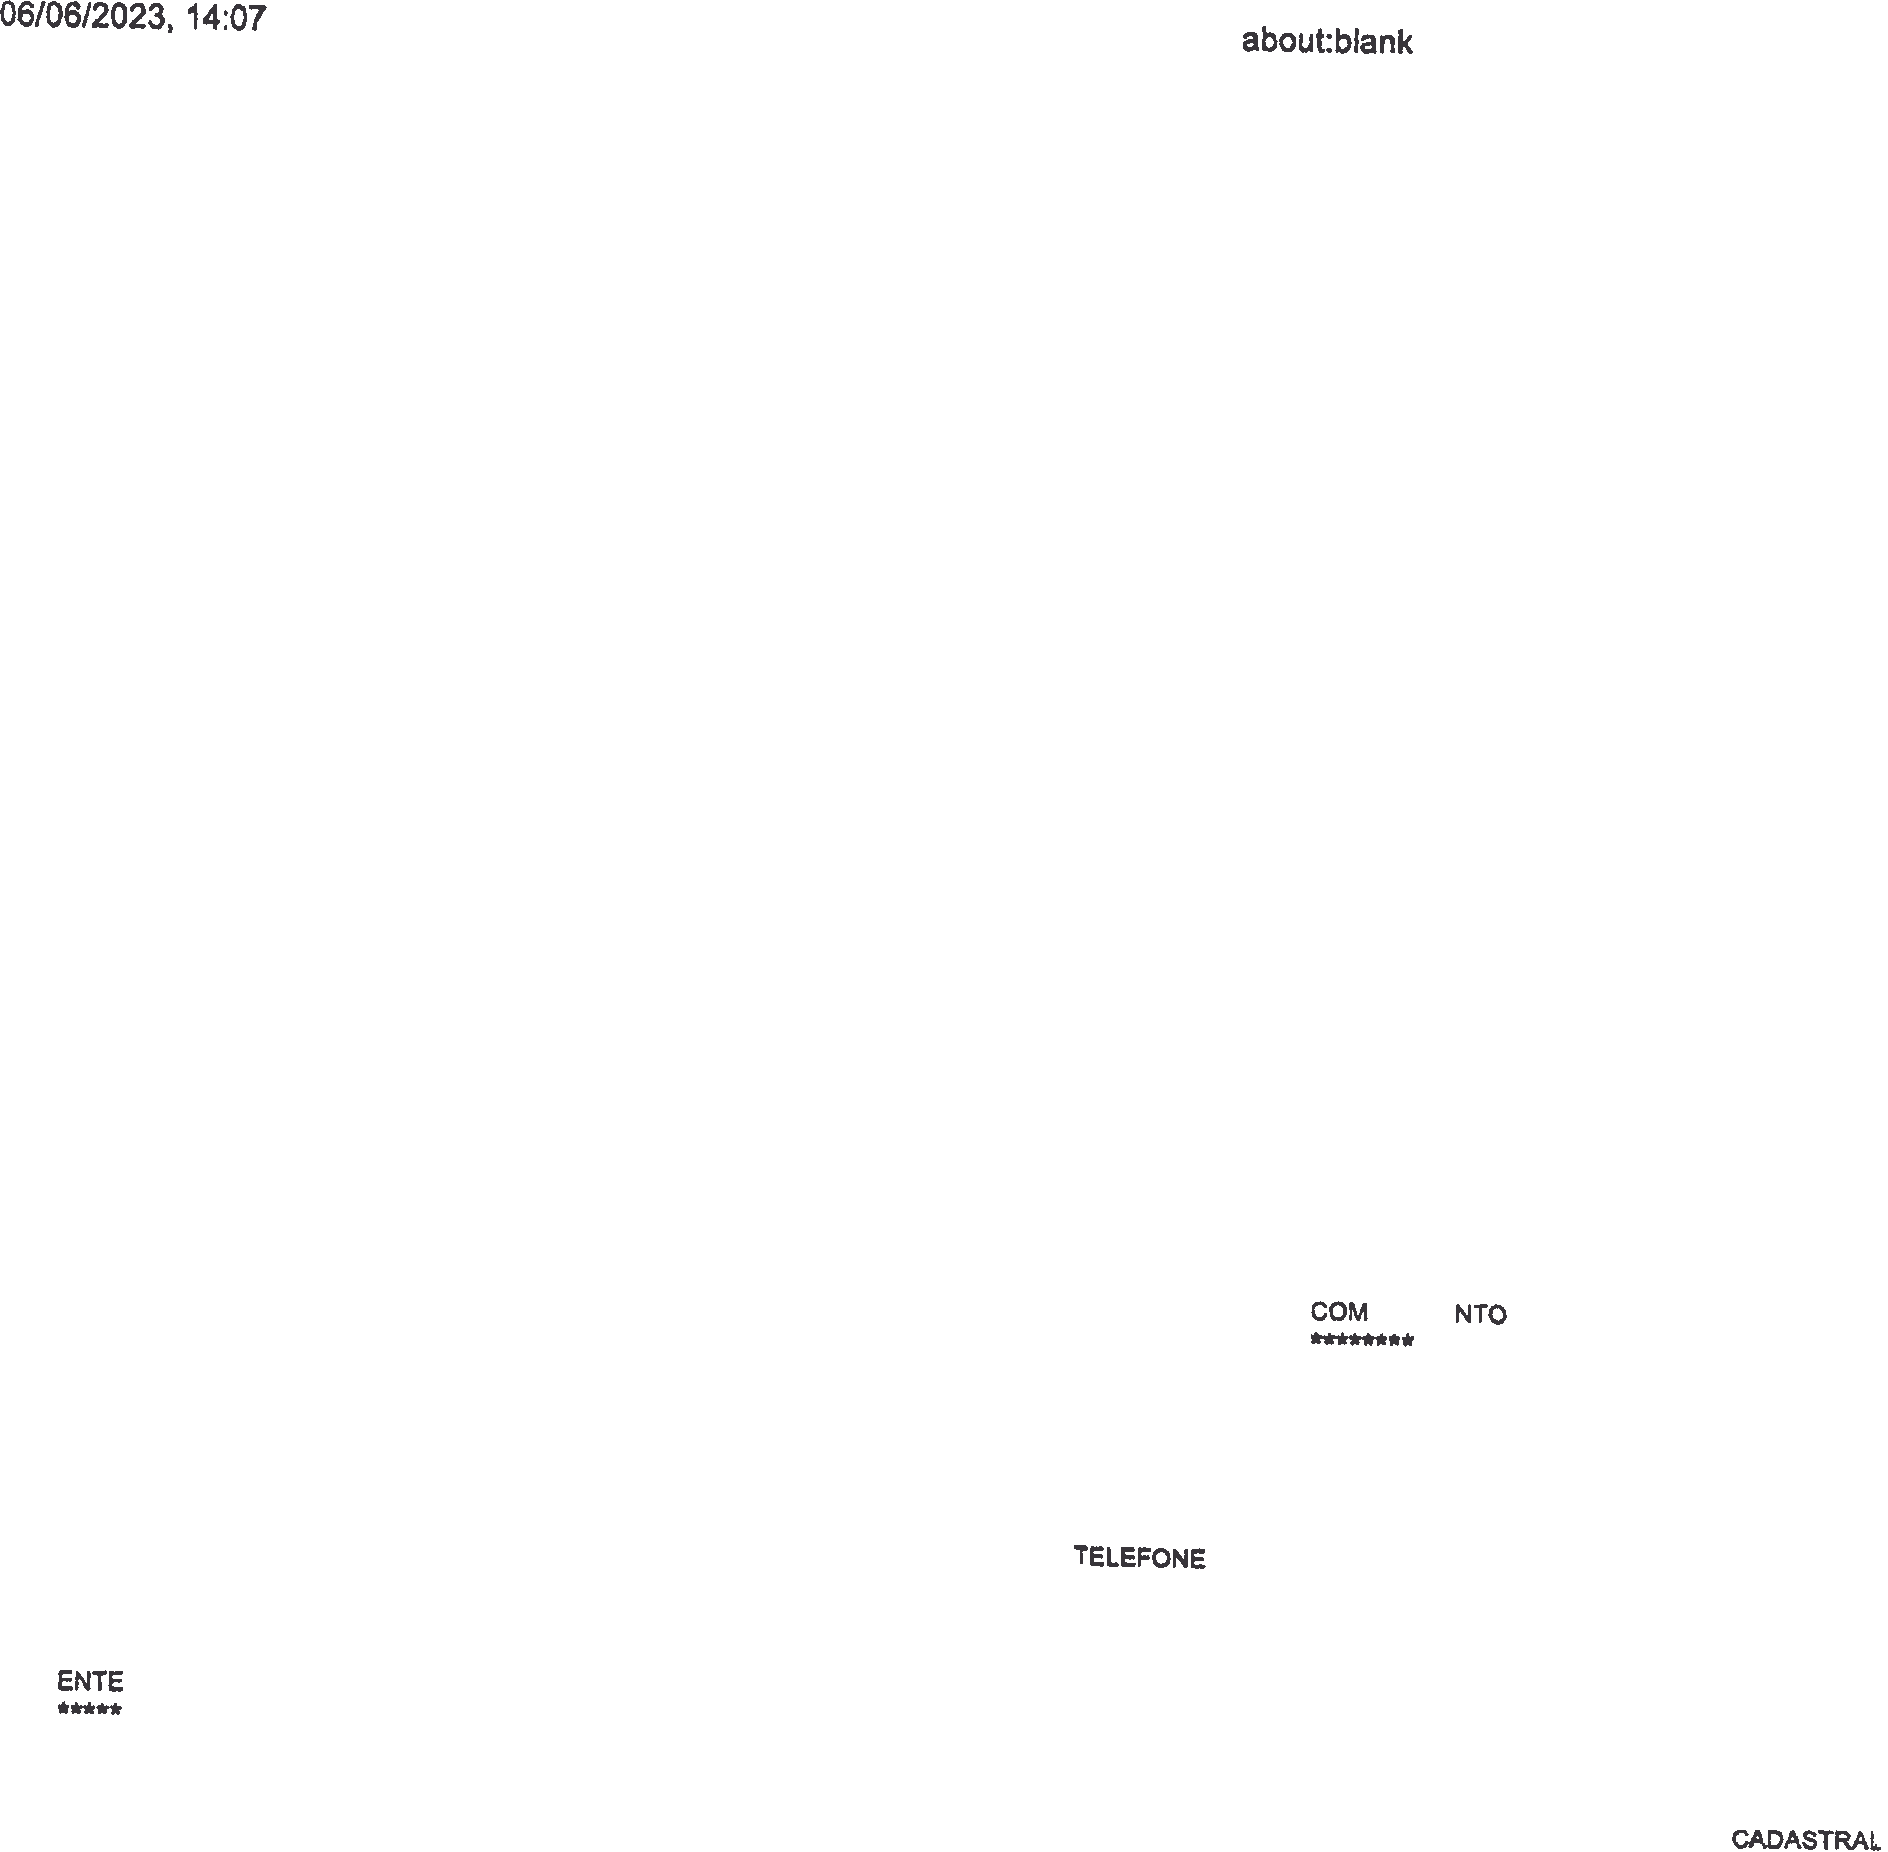 06/06/2023, 14:07
about:blank
COM NTO
********
TELEFONE
ENTE
*****
CADASTRAL